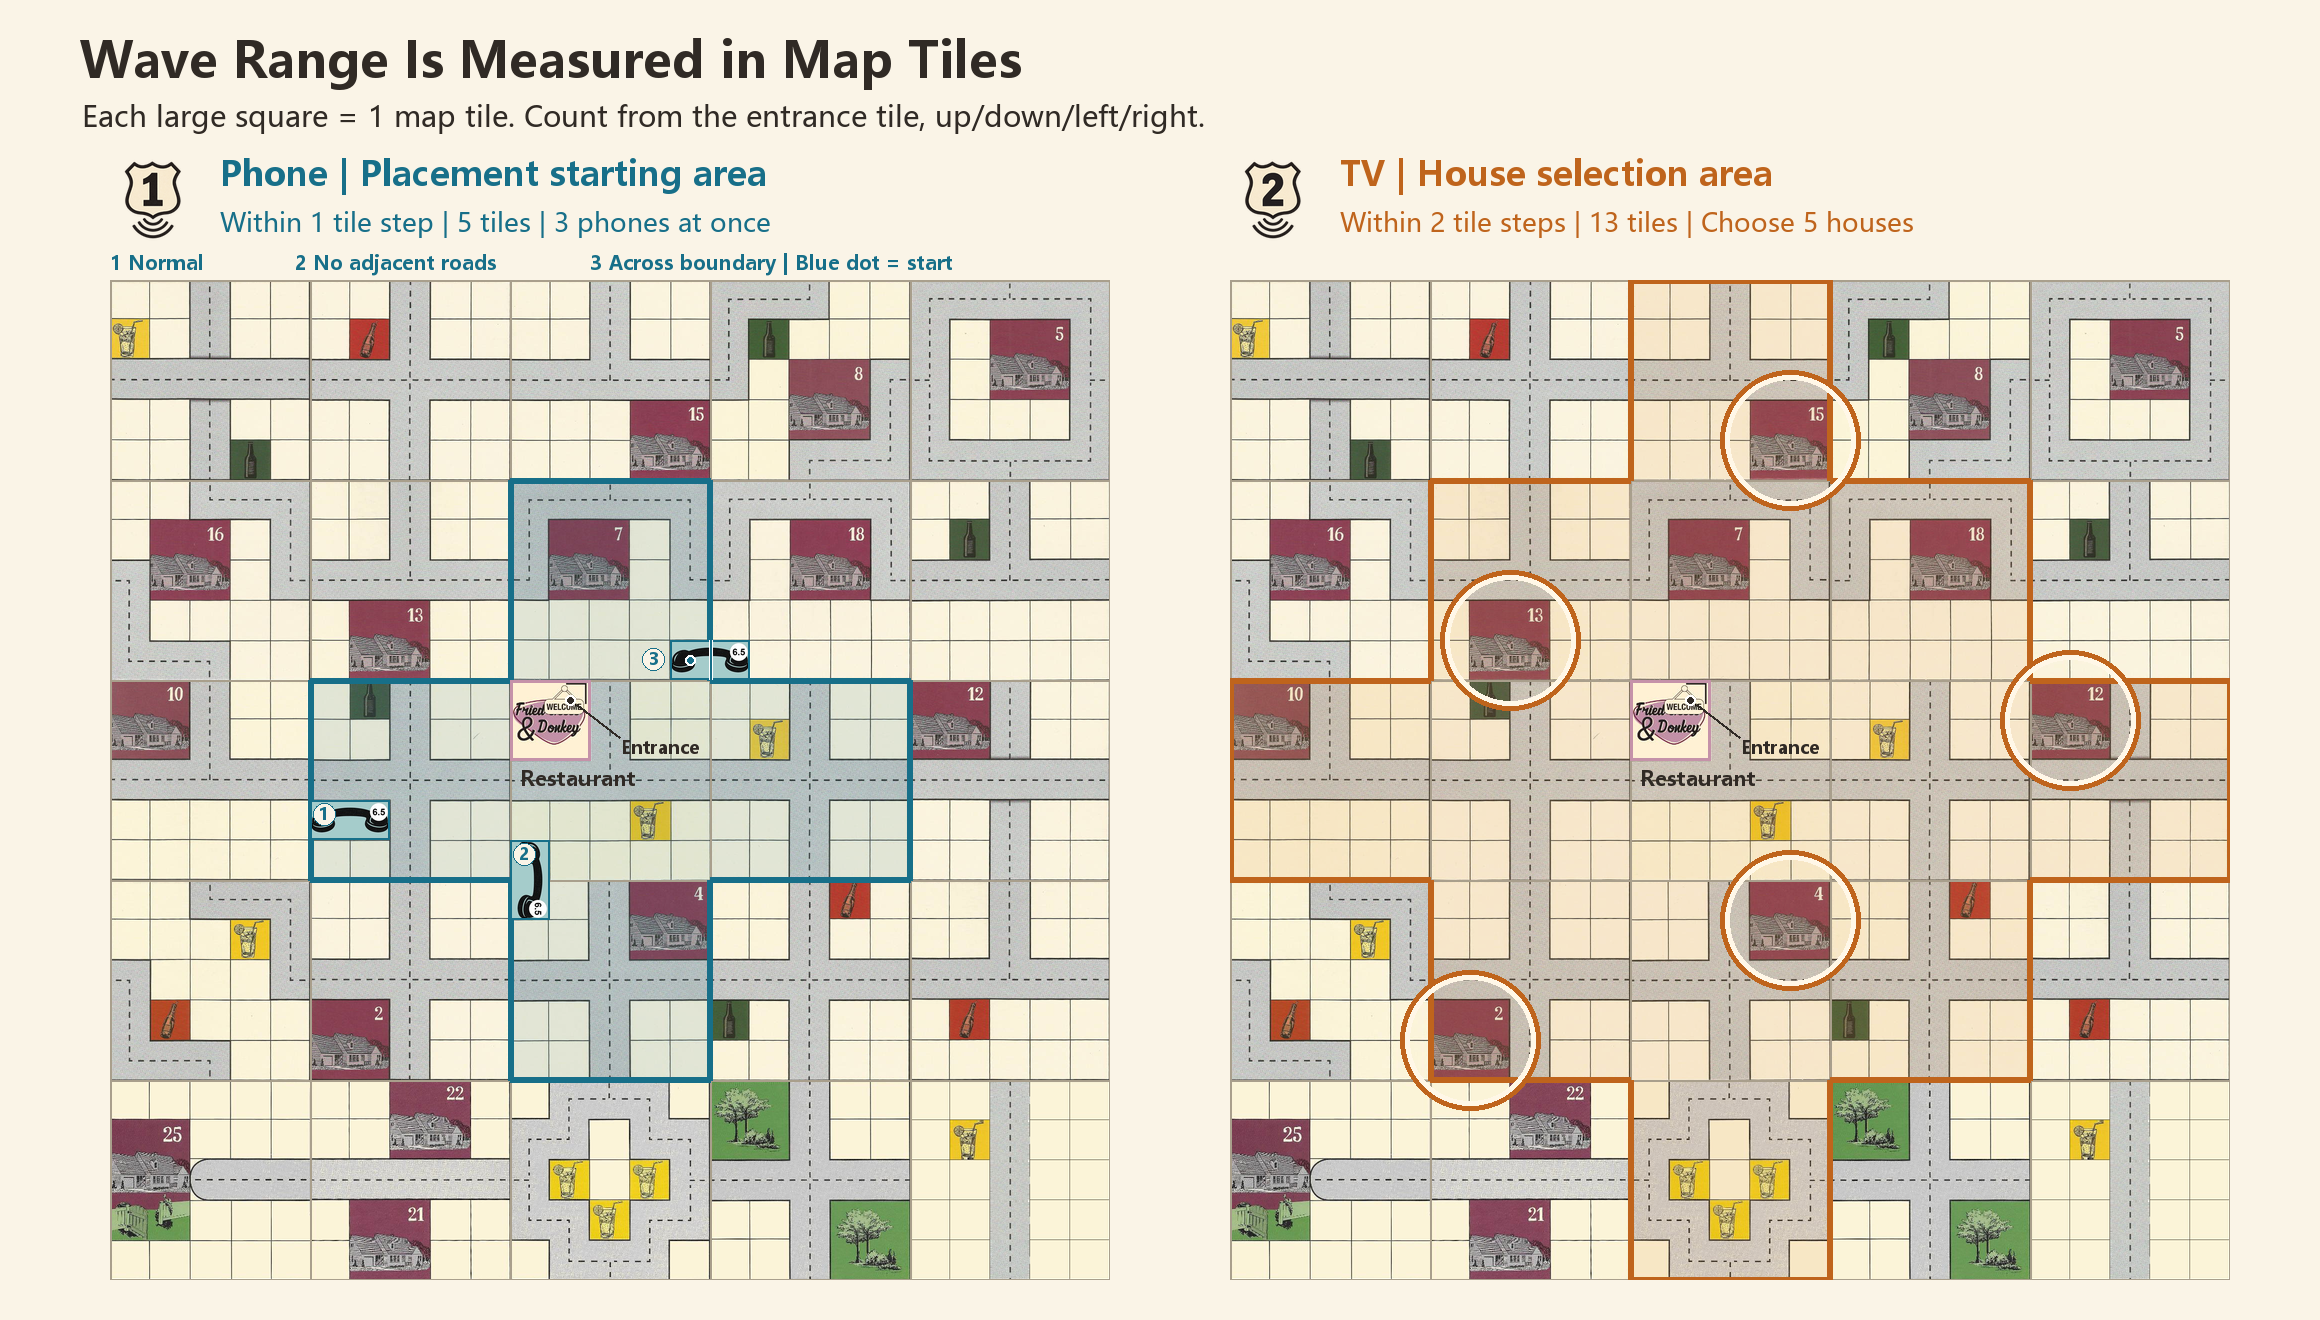 Wave Range Is Measured in Map Tiles
Each large square = 1 map tile. Count from the entrance tile, up/down/left/right.
1
Phone | Placement starting area
Within 1 tile step | 5 tiles | 3 phones at once
1 Normal
2 No adjacent roads
3 Across boundary | Blue dot = start
5
8
15
16
7
18
13
3
6.5
10
Fried
WELCOME
& Donkey
Entrance
Restaurant
12
1
6.5
2
6.5
4
2
22
25
21
2
TV | House selection area
Within 2 tile steps | 13 tiles | Choose 5 houses
5
8
15
16
7
18
13
10
Fried
WELCOME
& Donkey
Entrance
Restaurant
12
4
2
22
25
21